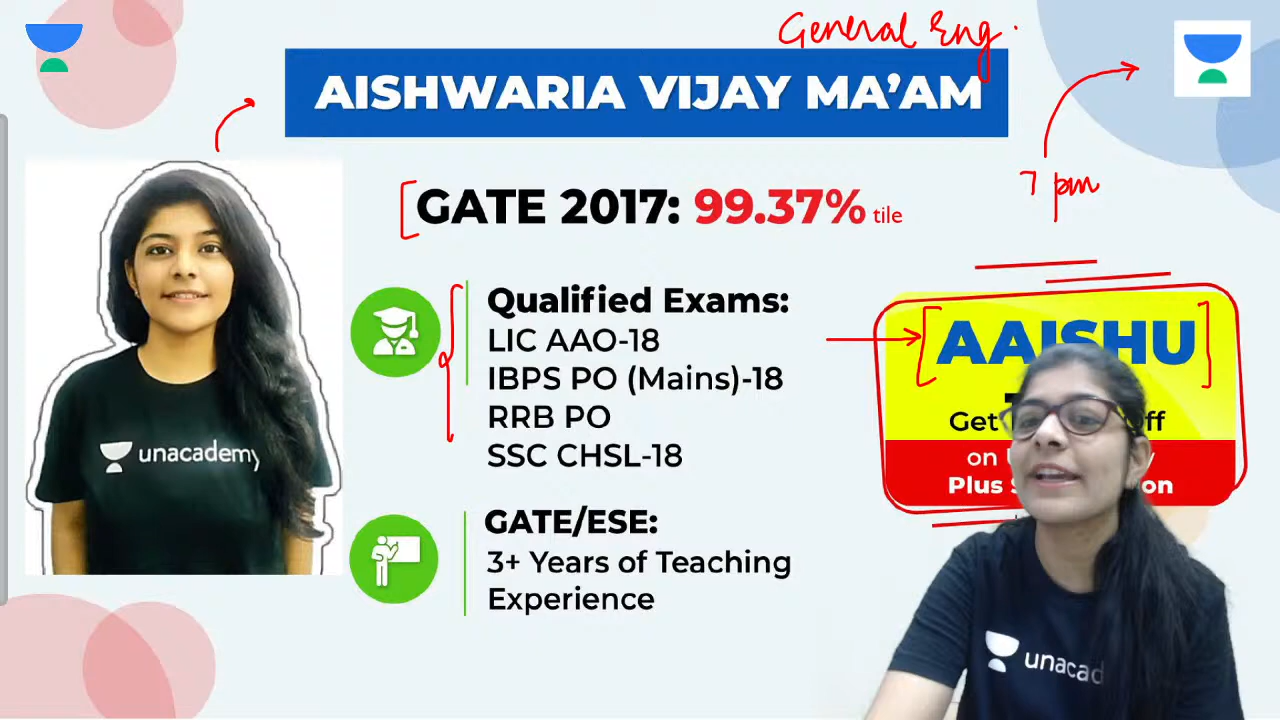 General Eng.
AISHWARIA VIJAY MA'AM
7 pm
GATE 2017: 99.37% tile
Qualified Exams:
LIC AAO-18
IBPS PO (Mains)-18
RRB PO
SSC CHSL-18
GATE/ESE:
3+ Years of Teaching
Experience
AAISHU
Get
on
Plus
unacademy
unacad